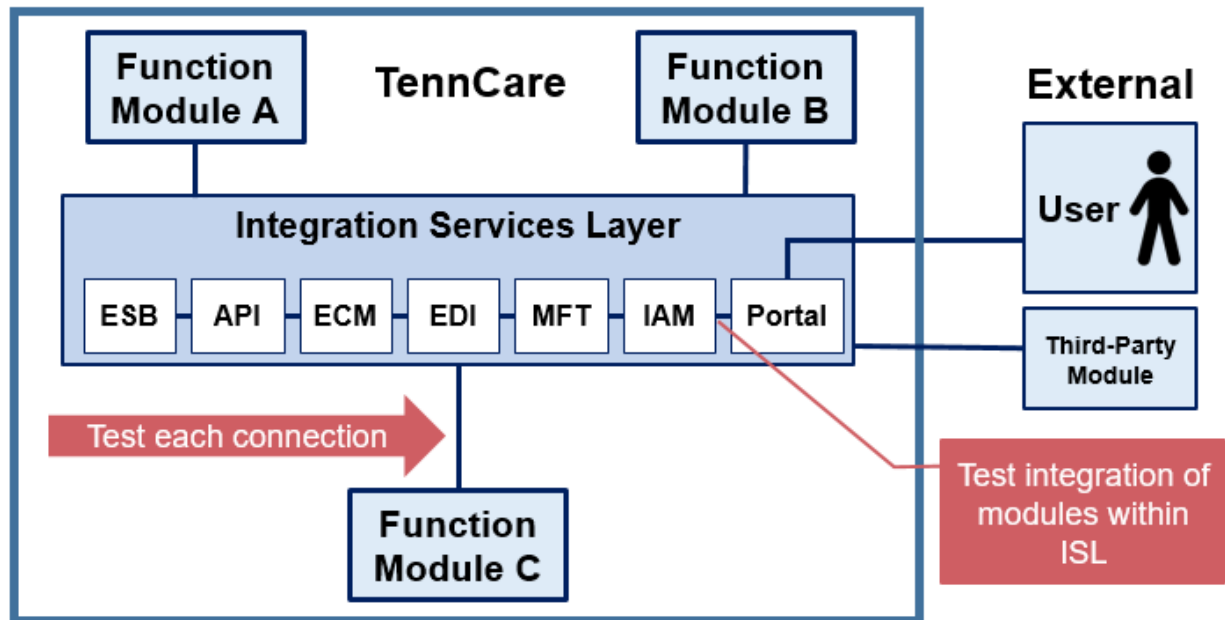 Function
Module A
TennCare
Function
Module B
External
User
Integration Services Layer
ESB
API
ECM
EDI
MFT
IAM
Portal
Third-Party
Module
Test each connection
Test integration of
modules within
ISL
Function
Module C